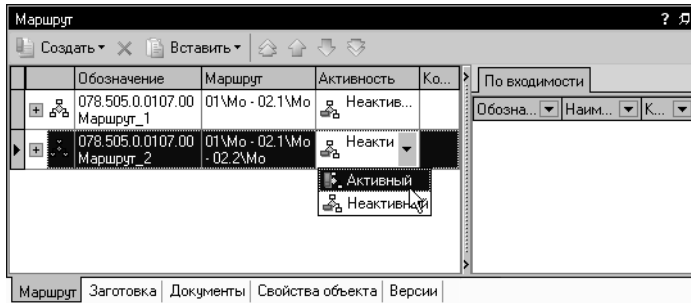 Маршрут
Создать Вставить
Обозначение Маршрут Активность Ко... По входимости
078.505.0.0107.00 01\Мо - 02.1\Мо Неактив... Обозна... Наим... К...
Маршрут_1
078.505.0.0107.00 01\Мо - 02.1\Мо Неакти
Маршрут_2 - 02.2\Мо
Активный
Неактивный
Маршрут Заготовка Документы Свойства объекта Версии